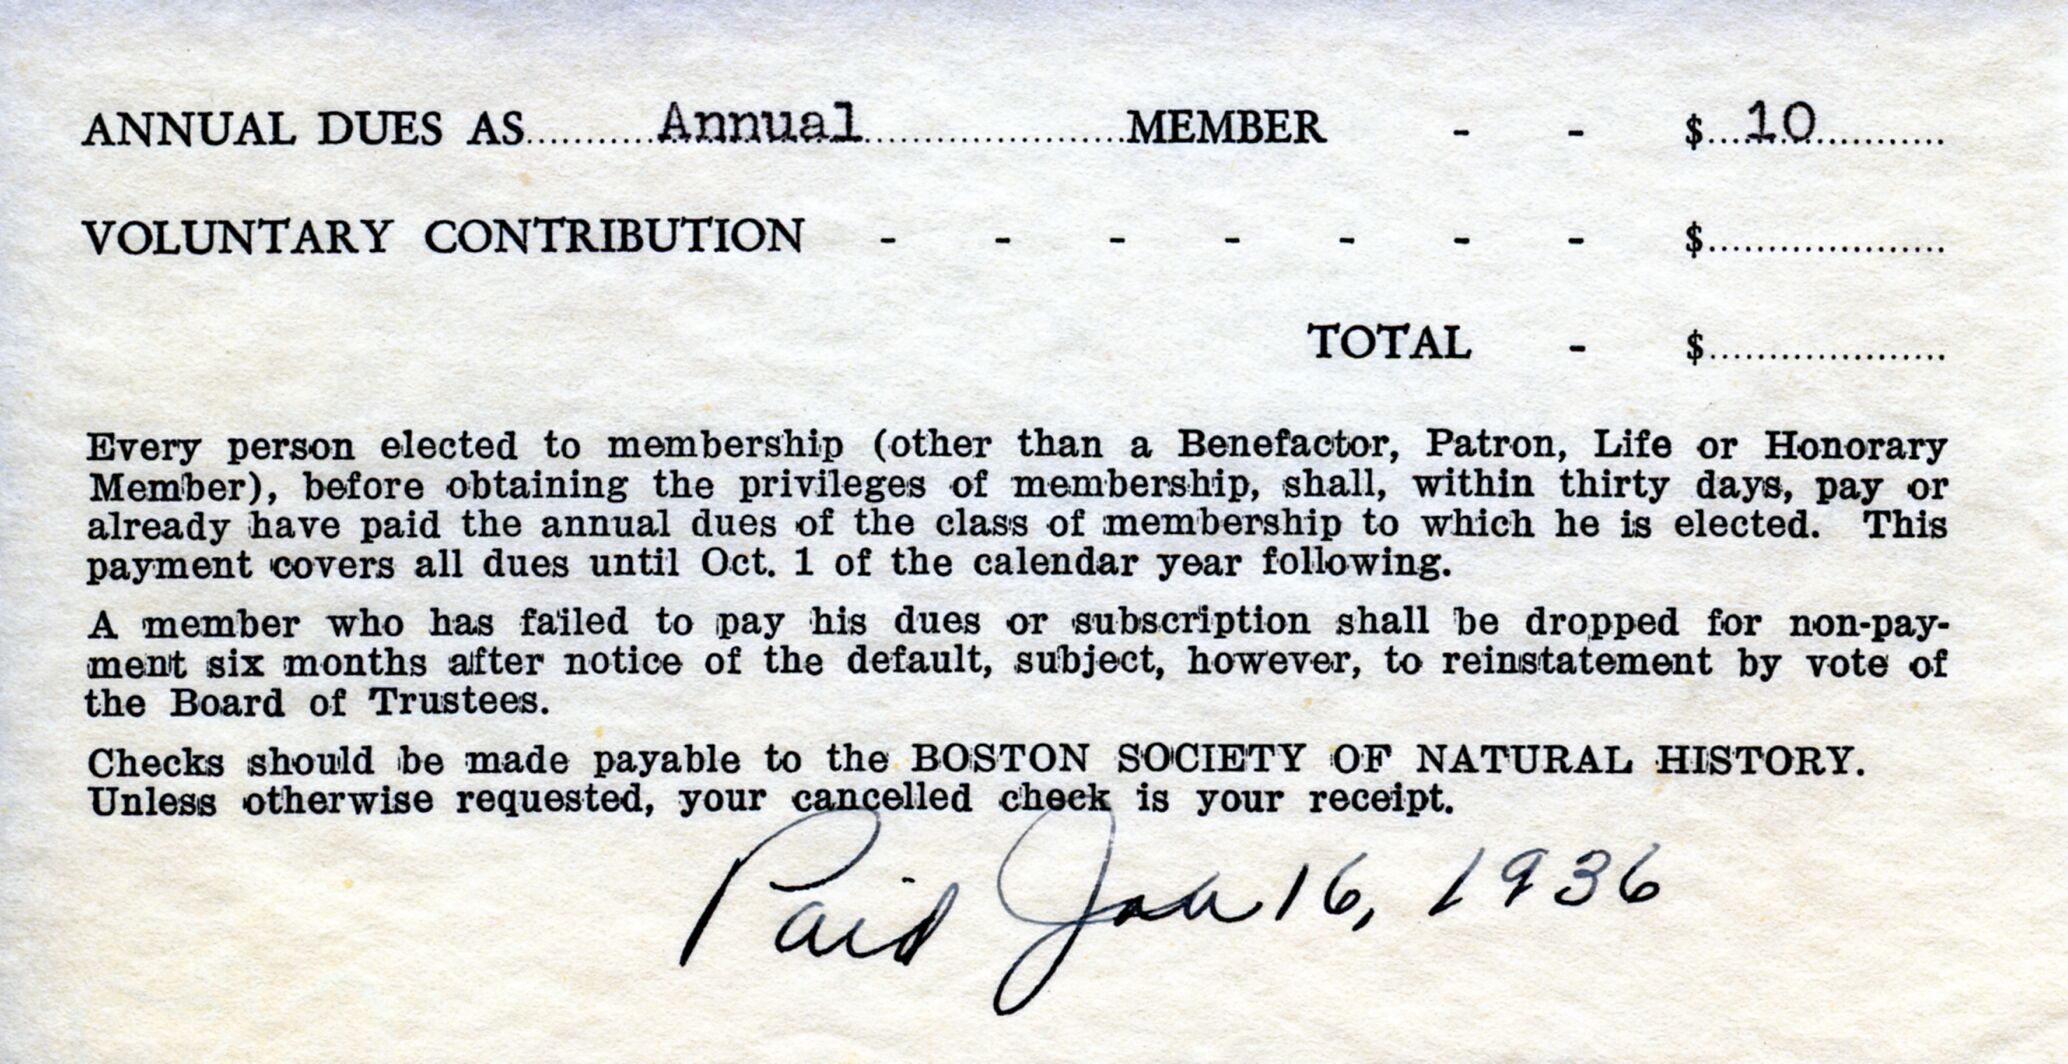 ANNUAL DUES AS..........Annual....................MEMBER - - $...10............
VOLUNTARY CONTRIBUTION - - - - - - - $....................
TOTAL - $....................
Every person elected to membership (other than a Benefactor, Patron, Life or Honorary
Member), before obtaining the privileges of membership, shall, within thirty days, pay or
already have paid the annual dues of the class of membership to which he is elected. This
payment covers all dues until Oct. 1 of the calendar year following.
A member who has failed to pay his dues or subscription shall be dropped for non-pay-
ment six months after notice of the default, subject, however, to reinstatement by vote of
the Board of Trustees.
Checks should be made payable to the BOSTON SOCIETY OF NATURAL HISTORY.
Unless otherwise requested, your cancelled check is your receipt.
Paid Jan 16, 1936